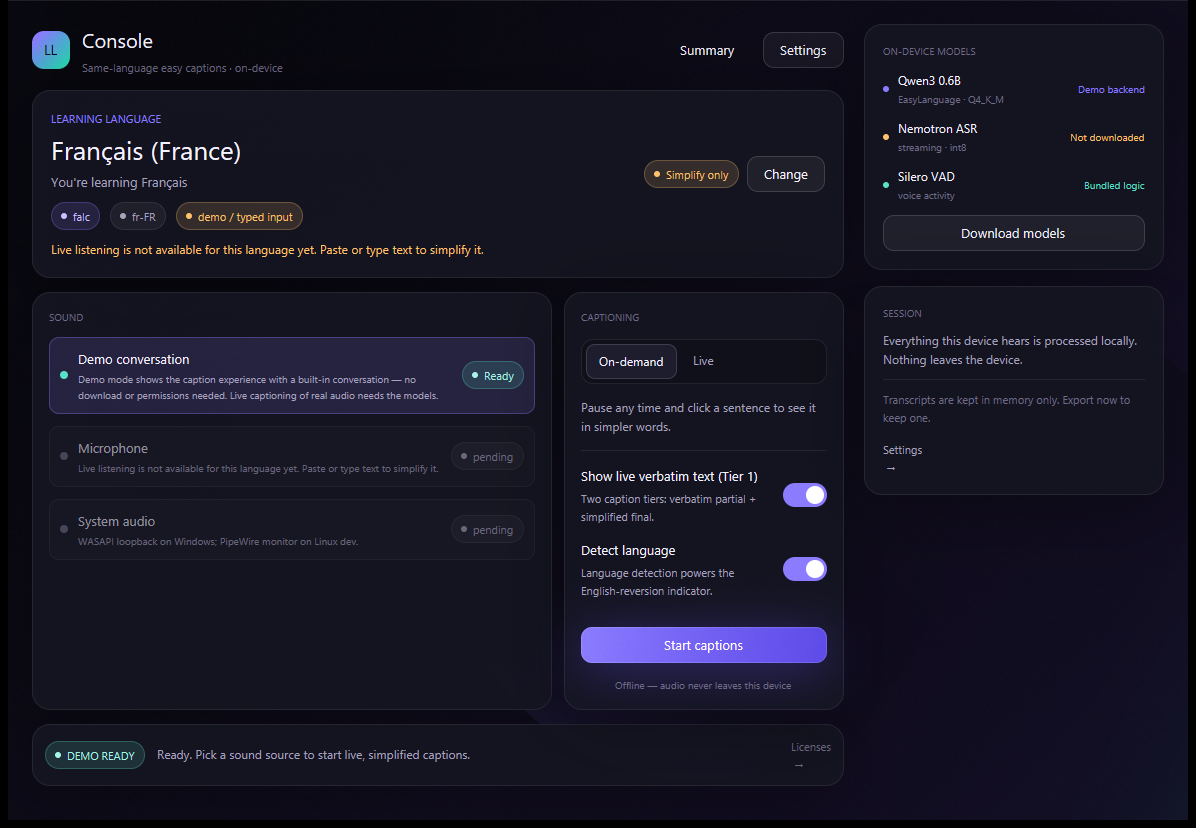 LL
Console
Same-language easy captions · on-device
Summary
Settings
LEARNING LANGUAGE
Français (France)
You're learning Français
falc
fr-FR
demo / typed input
Simplify only
Change
Live listening is not available for this language yet. Paste or type text to simplify it.
SOUND
Demo conversation
Demo mode shows the caption experience with a built-in conversation — no
download or permissions needed. Live captioning of real audio needs the models.
Ready
Microphone
Live listening is not available for this language yet. Paste or type text to simplify it.
pending
System audio
WASAPI loopback on Windows; PipeWire monitor on Linux dev.
pending
CAPTIONING
On-demand
Live
Pause any time and click a sentence to see it
in simpler words.
Show live verbatim text (Tier 1)
Two caption tiers: verbatim partial +
simplified final.
Detect language
Language detection powers the
English-reversion indicator.
Start captions
Offline — audio never leaves this device
DEMO READY
Ready. Pick a sound source to start live, simplified captions.
Licenses
→
ON-DEVICE MODELS
Qwen3 0.6B
EasyLanguage · Q4_K_M
Demo backend
Nemotron ASR
streaming · int8
Not downloaded
Silero VAD
voice activity
Bundled logic
Download models
SESSION
Everything this device hears is processed locally.
Nothing leaves the device.
Transcripts are kept in memory only. Export now to
keep one.
Settings
→